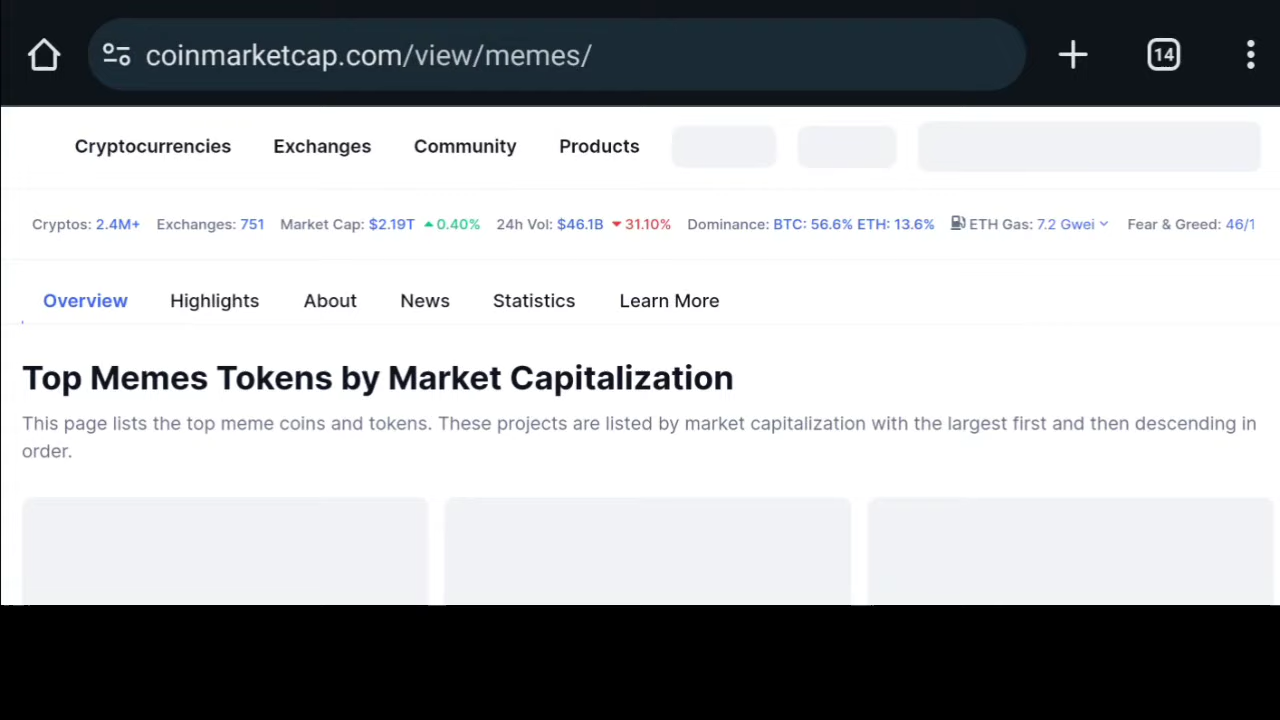 coinmarketcap.com/view/memes/ 14
Cryptocurrencies Exchanges Community Products
Cryptos: 2.4M+ Exchanges: 751 Market Cap: $2.19T 0.40% 24h Vol: $46.1B 31.10% Dominance: BTC: 56.6% ETH: 13.6% ETH Gas: 7.2 Gwei Fear & Greed: 46/1
Overview Highlights About News Statistics Learn More
Top Memes Tokens by Market Capitalization
This page lists the top meme coins and tokens. These projects are listed by market capitalization with the largest first and then descending in
order.